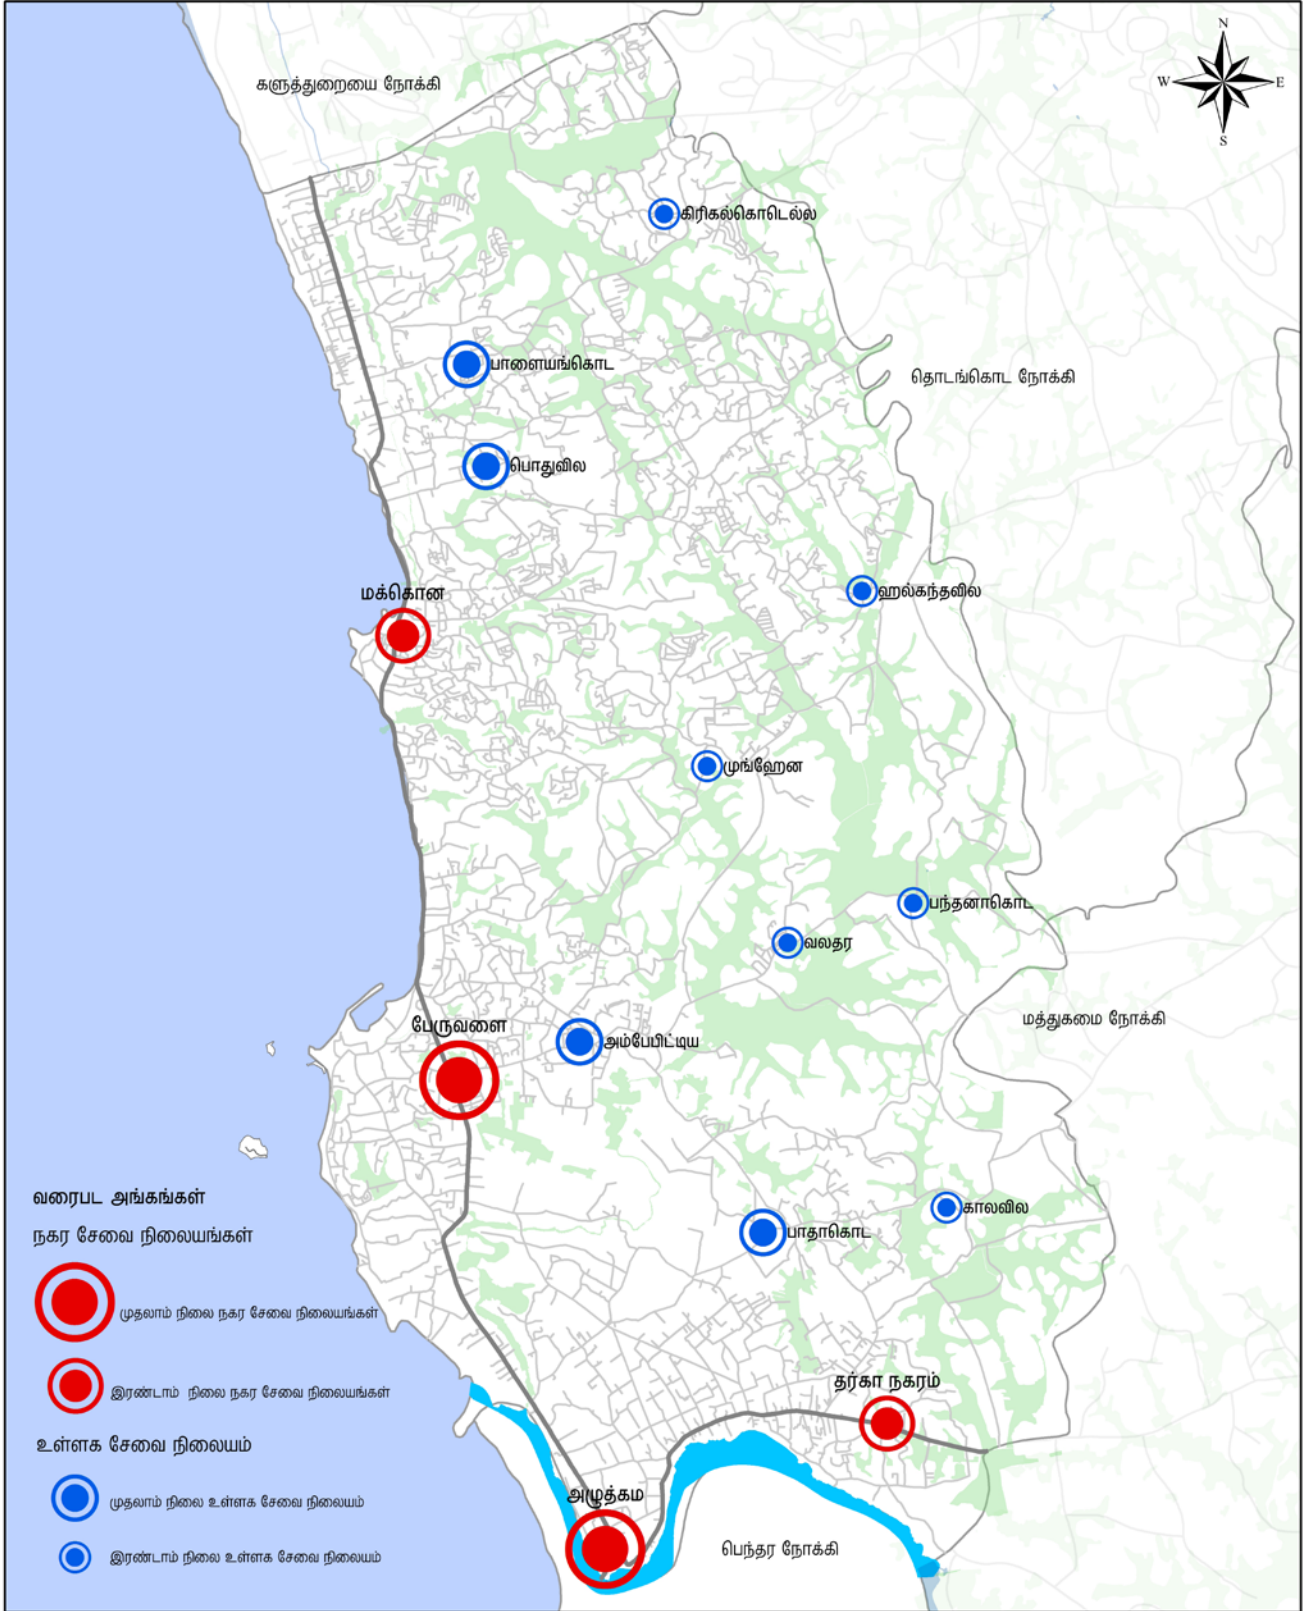 N
W
E
S
களுத்துறையை நோக்கி
கிரிகல்கொடெல்ல
பாளையங்கொட
தொடங்கொட நோக்கி
பொதுவில
மக்கொன
ஹல்கந்தவில
முங்ஹேன
பந்தனாகொட
வலதர
பேருவளை
அம்பேபிட்டிய
மத்துகமை நோக்கி
காலவில
பாதாகொட
தர்கா நகரம்
அழுத்கம
பெந்தர நோக்கி
வரைபட அங்கங்கள்
நகர சேவை நிலையங்கள்
முதலாம் நிலை நகர சேவை நிலையங்கள்
இரண்டாம் நிலை நகர சேவை நிலையங்கள்
உள்ளக சேவை நிலையம்
முதலாம் நிலை உள்ளக சேவை நிலையம்
இரண்டாம் நிலை உள்ளக சேவை நிலையம்